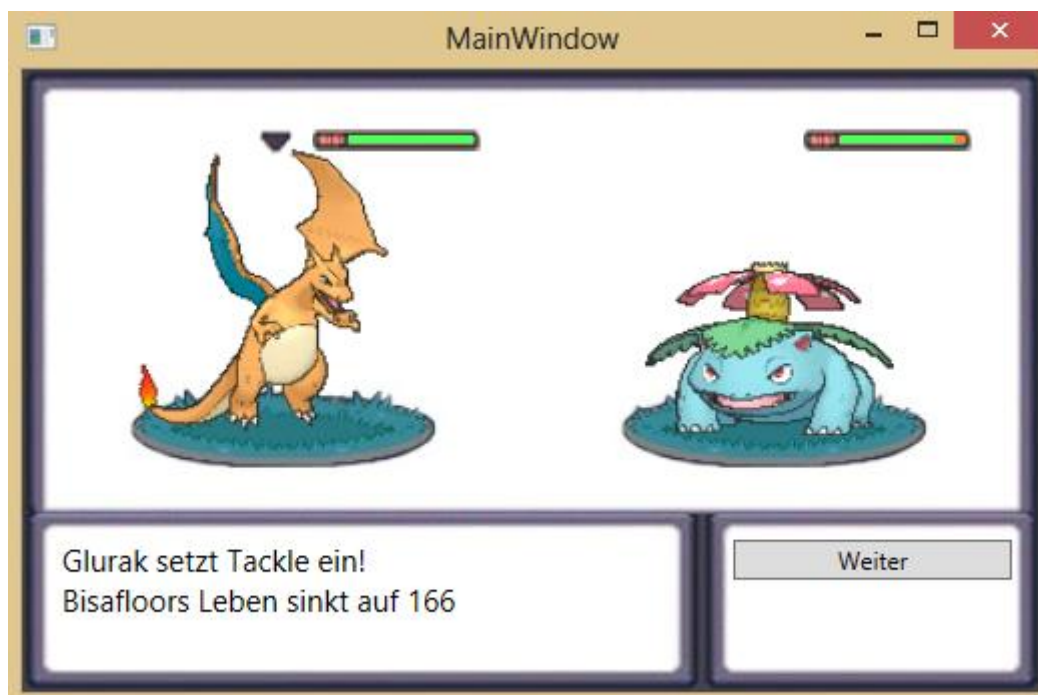 MainWindow
Glurak setzt Tackle ein!
Bisafloors Leben sinkt auf 166
Weiter